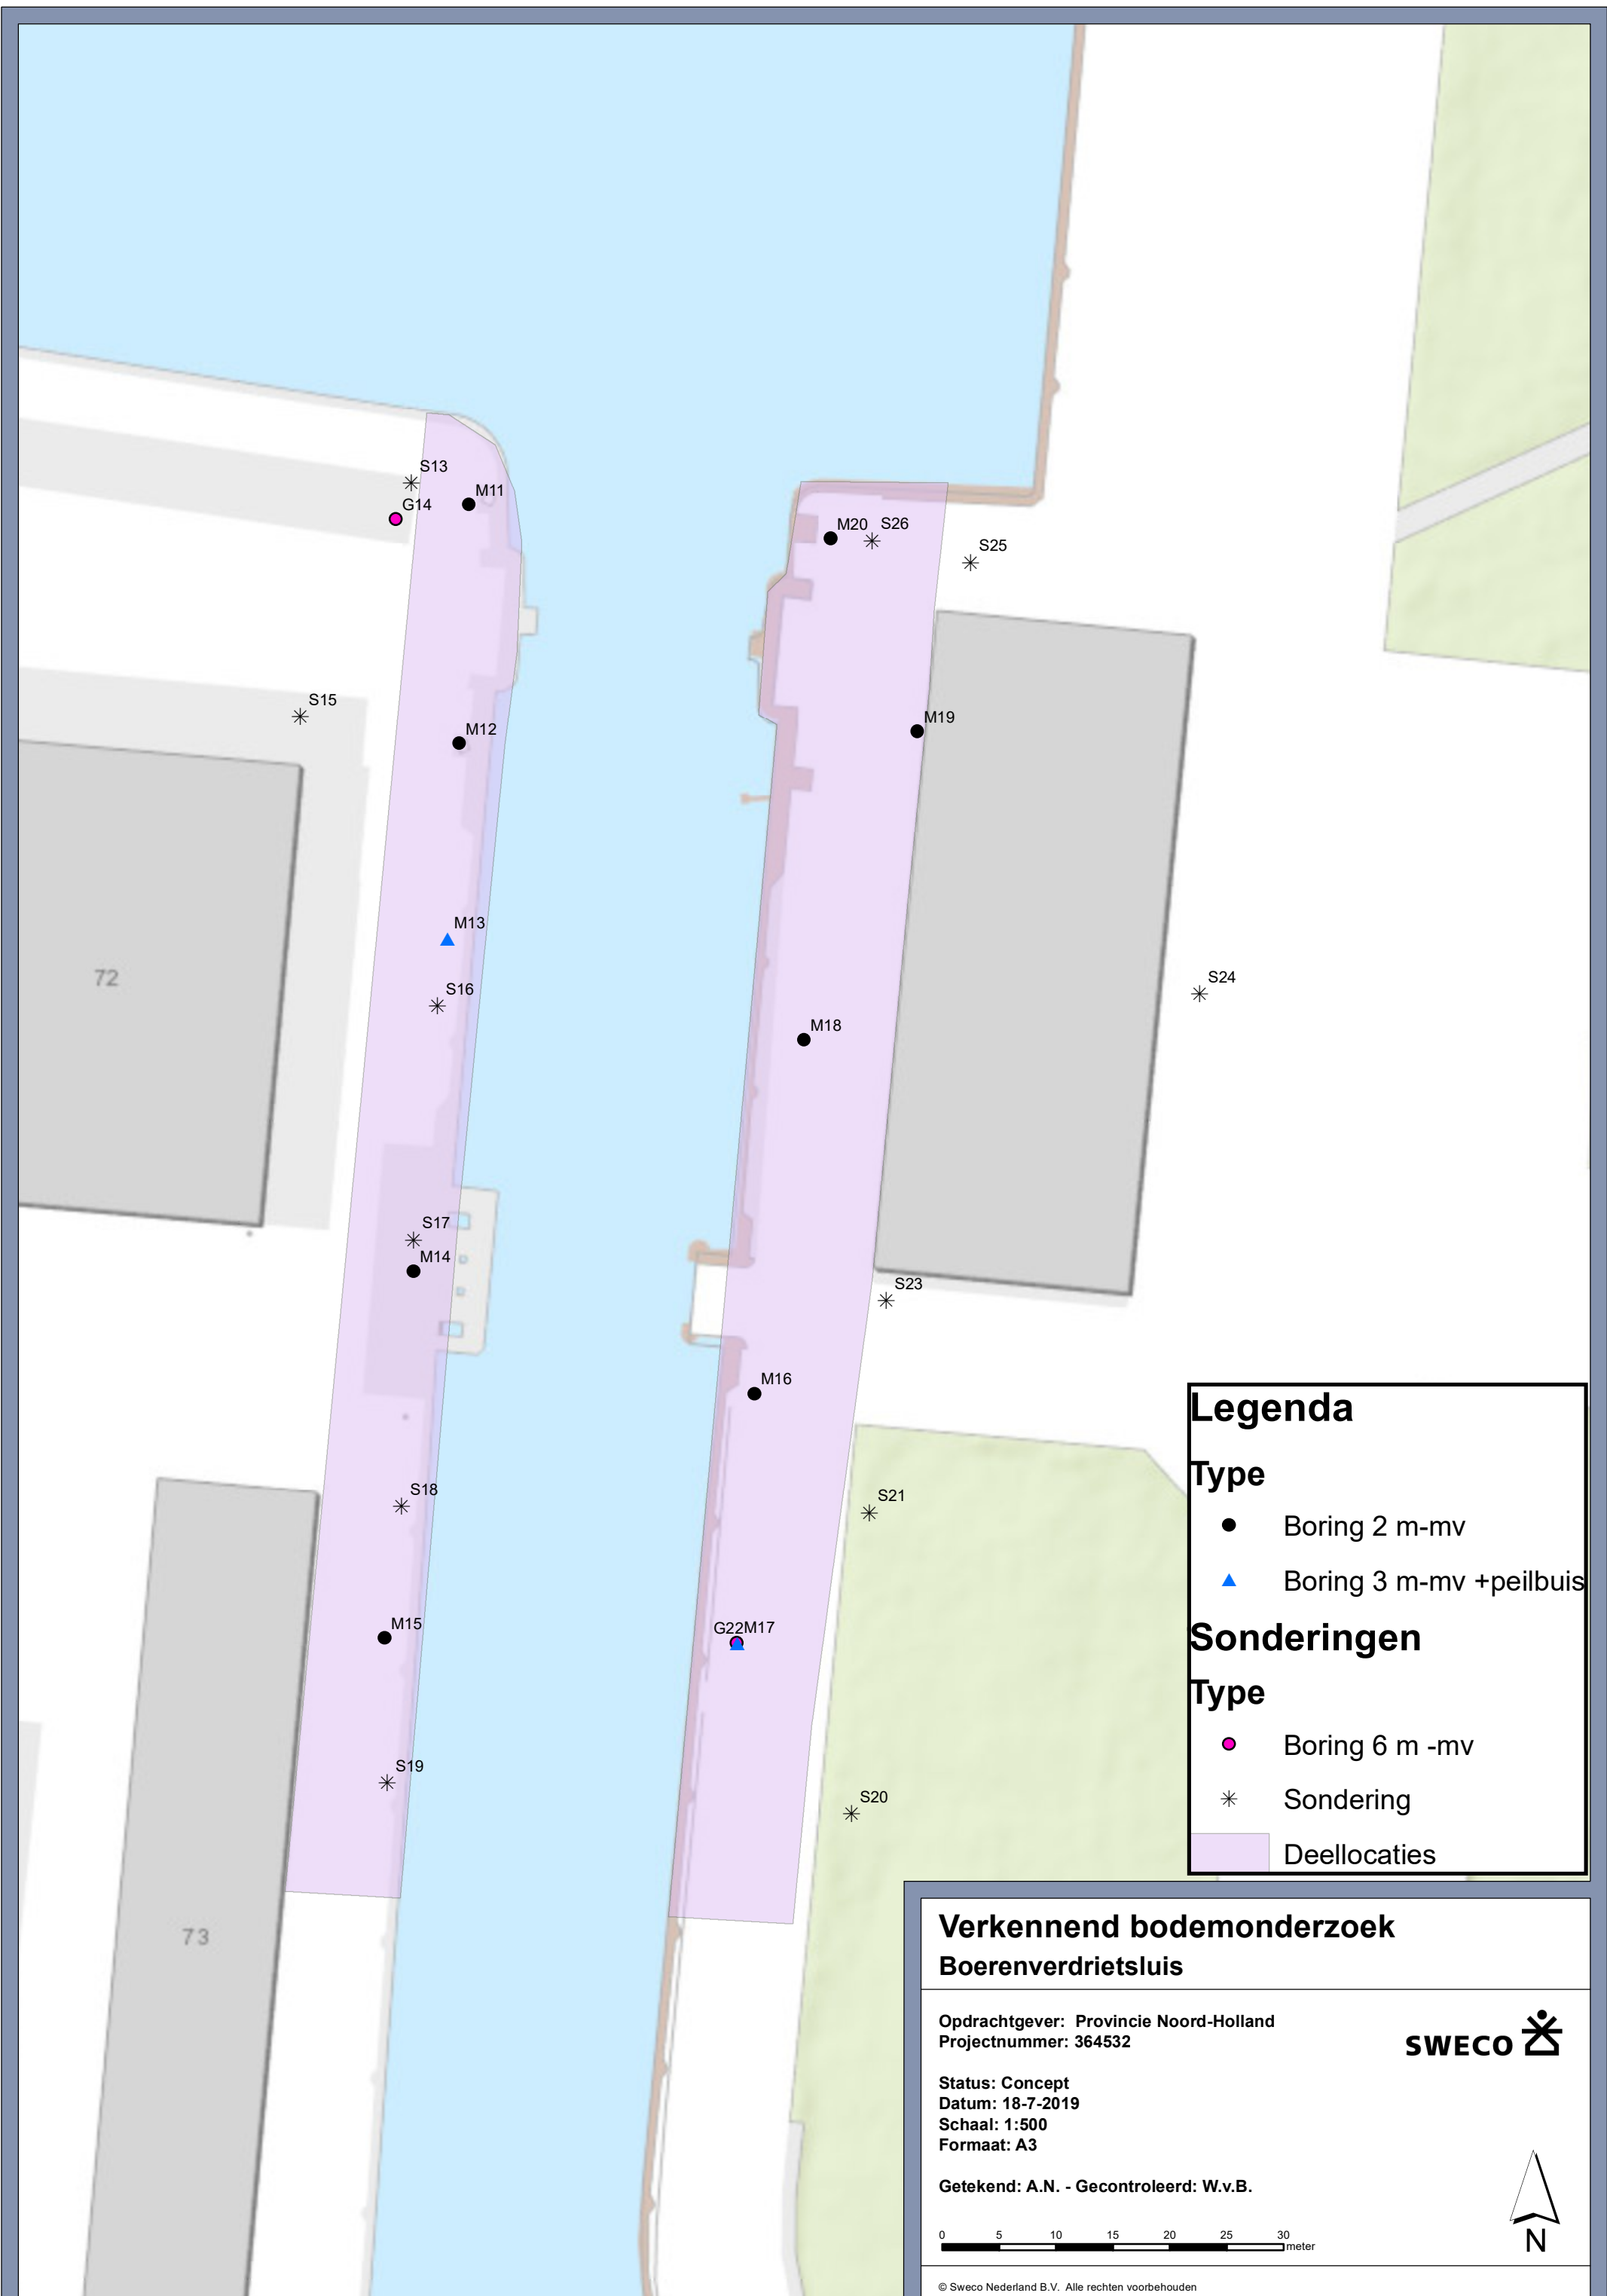 S13
M11
G14
M20
S26
S25
S15
M19
M12
M13
72
S24
S16
M18
S17
M14
S23
M16
S18
S21
M15
G22M17
S19
S20
73
Legenda
Type
Boring 2 m-mv
Boring 3 m-mv +peilbuis
Sonderingen
Type
Boring 6 m -mv
Sondering
Deellocaties
Verkennend bodemonderzoek
Boerenverdrietsluis
Opdrachtgever: Provincie Noord-Holland
Projectnummer: 364532
SWECO
Status: Concept
Datum: 18-7-2019
Schaal: 1:500
Formaat: A3
Getekend: A.N. - Gecontroleerd: W.v.B.
0 5 10 15 20 25 30
meter
N
© Sweco Nederland B.V. Alle rechten voorbehouden